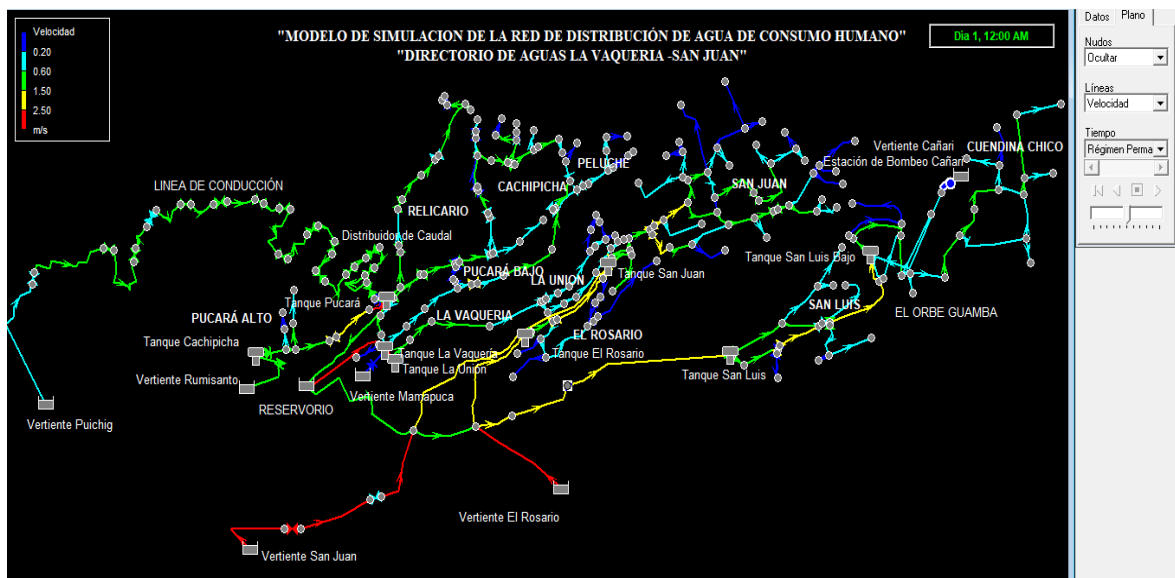 Velocidad
0.20
0.60
1.50
2.50
m/s
"MODELO DE SIMULACION DE LA RED DE DISTRIBUCIÓN DE AGUA DE CONSUMO HUMANO"
"DIRECTORIO DE AGUAS LA VAQUERIA -SAN JUAN"
Día 1, 12:00 AM
Datos
Plano
Nudos
Ocultar
Líneas
Velocidad
Tiempo
Régimen Perma
Vertiente Cañari
CUENDINA CHICO
Estación de Bombeo Cañari
PELUCHE
LINEA DE CONDUCCIÓN
CACHIPICHA
SAN JUAN
RELICARIO
Distribuidor de Caudal
Tanque San Luis Bajo
PUCARÁ BAJO
Tanque San Juan
LA UNION
Tanque Pucará
SAN LUÍS
EL ORBE GUAMBA
PUCARÁ ALTO
LA VAQUERIA
EL ROSARIO
Tanque Cachipicha
Tanque La Vaquería
Tanque El Rosario
Tanque La Unión
Tanque San Luis
Vertiente Rumisanto
Vertiente Mamapuca
RESERVORIO
Vertiente Puichig
Vertiente El Rosario
Vertiente San Juan